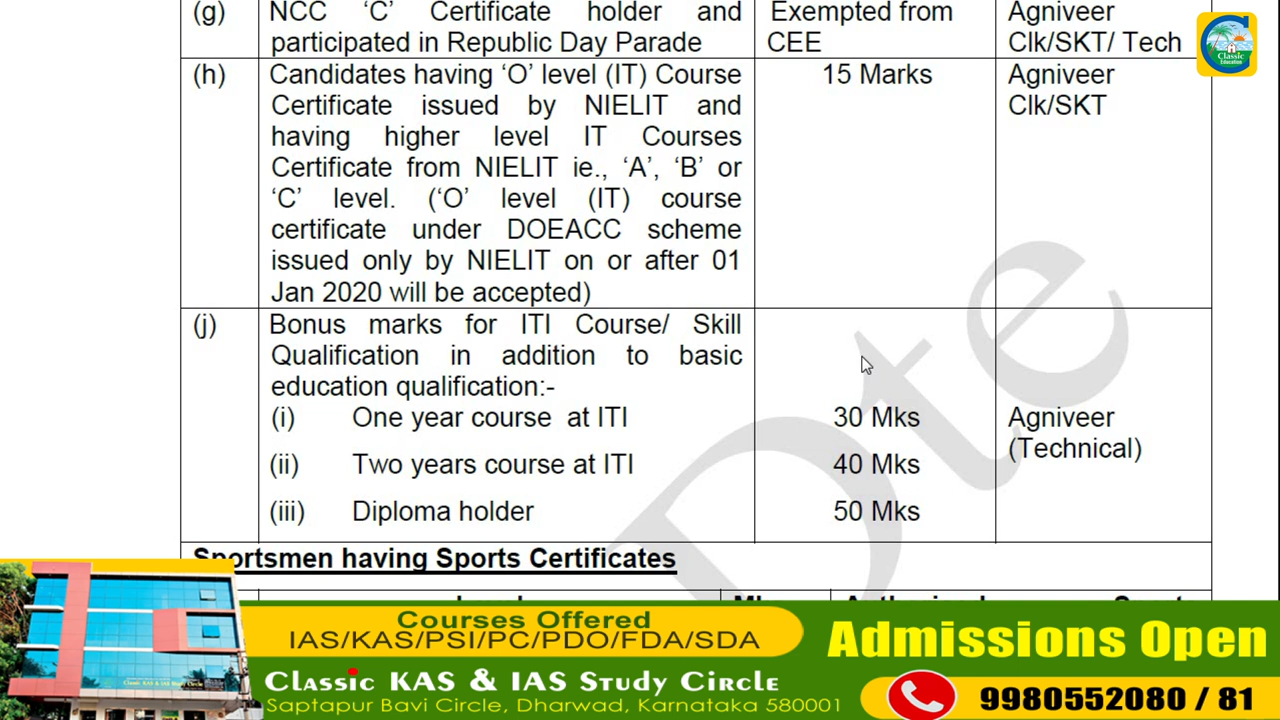 (g) NCC ‘C’ Certificate holder and Exempted from Agniveer
participated in Republic Day Parade CEE Clk/SKT/ Tech
Classic
Education
(h) Candidates having ‘O’ level (IT) Course 15 Marks Agniveer
Certificate issued by NIELIT and Clk/SKT
having higher level IT Courses
Certificate from NIELIT ie., ‘A’, ‘B’ or
‘C’ level. (‘O’ level (IT) course
certificate under DOEACC scheme
issued only by NIELIT on or after 01
Jan 2020 will be accepted)
(j) Bonus marks for ITI Course/ Skill
Qualification in addition to basic
education qualification:-
(i) One year course at ITI 30 Mks Agniveer
(Technical)
(ii) Two years course at ITI 40 Mks
(iii) Diploma holder 50 Mks
Dte
Sportsmen having Sports Certificates
Courses Offered
IAS/KAS/PSI/PC/PDO/FDA/SDA
Admissions Open
Classic KAS & IAS Study Circle
Saptapur Bavi Circle, Dharwad, Karnataka 580001
9980552080 / 81